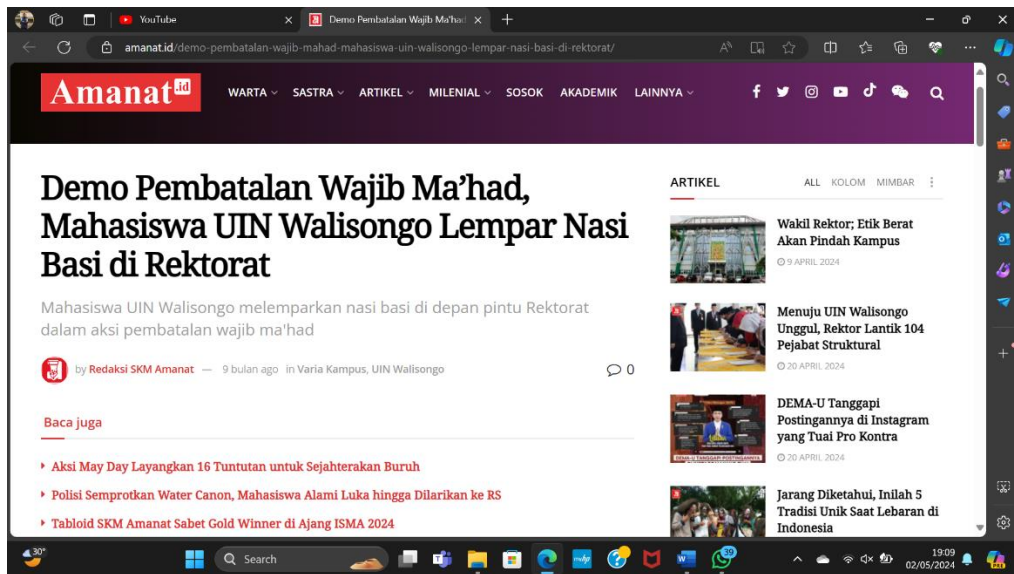 YouTube
Demo Pembatalan Wajib Ma'had
amanat.id/demo-pembatalan-wajib-mahad-mahasiswa-uin-walisongo-lempar-nasi-basi-di-rektorat/
Amanat.id
WARTA SASTRA ARTIKEL MILENIAL SOSOK AKADEMIK LAINNYA
Demo Pembatalan Wajib Ma'had,
Mahasiswa UIN Walisongo Lempar Nasi
Basi di Rektorat
Mahasiswa UIN Walisongo melemparkan nasi basi di depan pintu Rektorat
dalam aksi pembatalan wajib ma'had
by Redaksi SKM Amanat — 9 bulan ago in Varia Kampus, UIN Walisongo
0
Baca juga
Aksi May Day Layangkan 16 Tuntutan untuk Sejahterakan Buruh
Polisi Semprotkan Water Canon, Mahasiswa Alami Luka hingga Dilarikan ke RS
Tabloid SKM Amanat Sabet Gold Winner di Ajang ISMA 2024
ARTIKEL
ALL KOLOM MIMBAR
Wakil Rektor; Etik Berat
Akan Pindah Kampus
9 APRIL 2024
Menuju UIN Walisongo
Unggul, Rektor Lantik 104
Pejabat Struktural
20 APRIL 2024
DEMA-U Tanggapi
Postingannya di Instagram
yang Tuai Pro Kontra
20 APRIL 2024
Jarang Diketahui, Inilah 5
Tradisi Unik Saat Lebaran di
Indonesia
30°
Search
39
19:09
02/05/2024